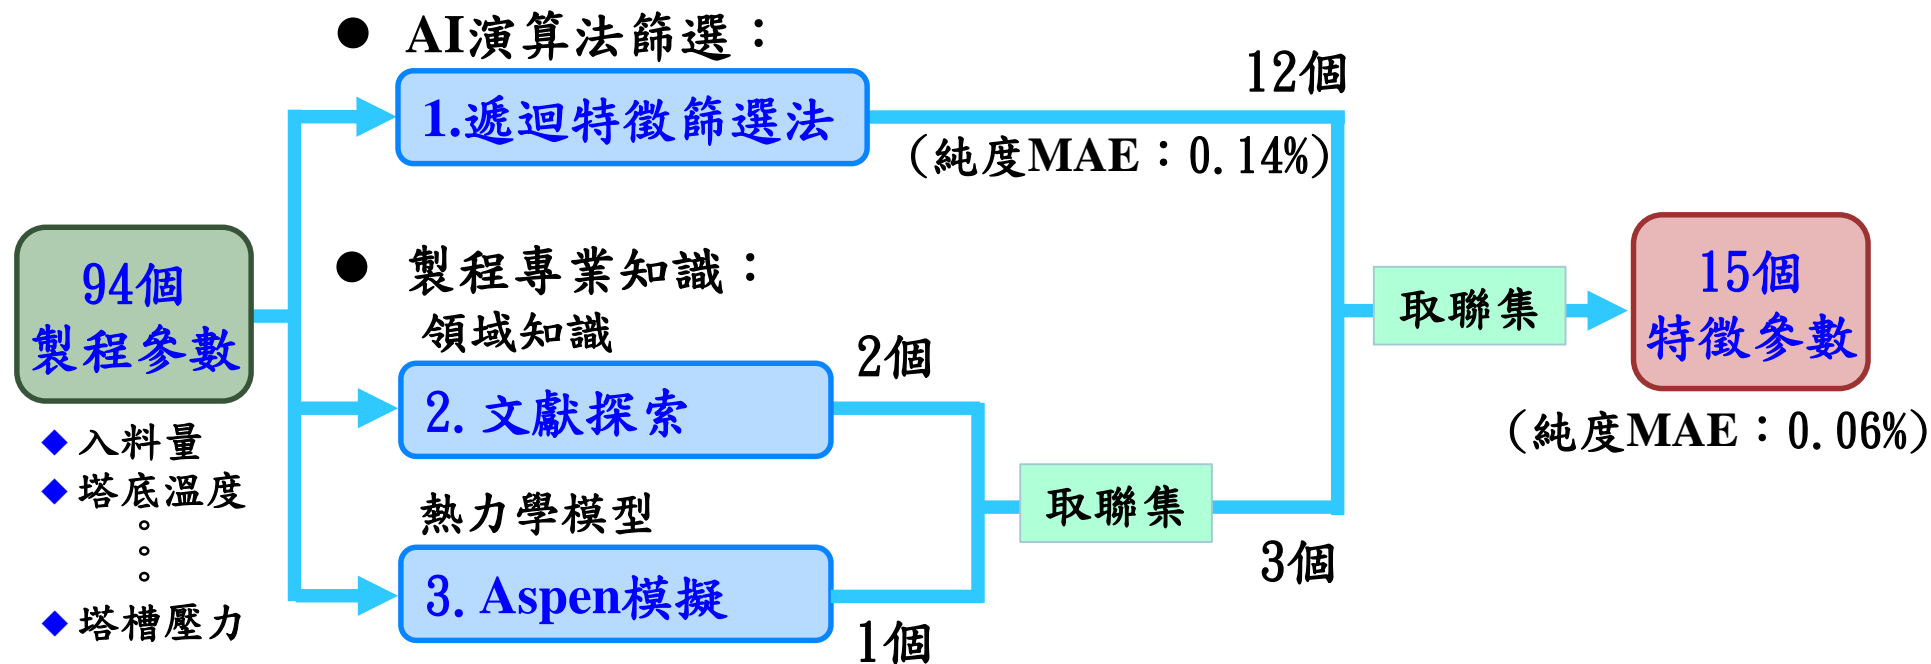 ● AI演算法篩選：
1.遞迴特徵篩選法
12個
（純度MAE：0.14%）
94個
製程參數
◆ 入料量
◆ 塔底溫度
。
。
。
◆ 塔槽壓力
● 製程專業知識：
領域知識
2. 文獻探索
2個
熱力學模型
3. Aspen模擬
1個
取聯集
3個
取聯集
15個
特徵參數
（純度MAE：0.06%）